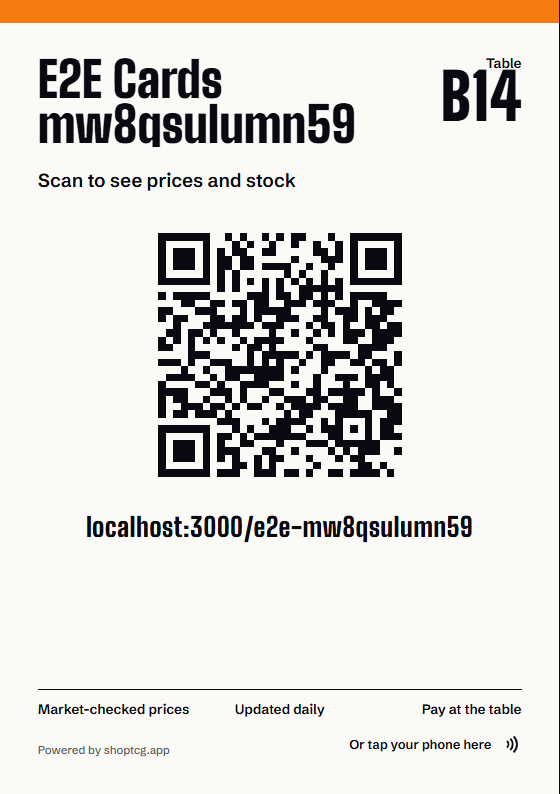 E2E Cards
mw8qsulumn59
Table
B14
Scan to see prices and stock
localhost:3000/e2e-mw8qsulumn59
Market-checked prices
Updated daily
Pay at the table
Powered by shoptcg.app
Or tap your phone here